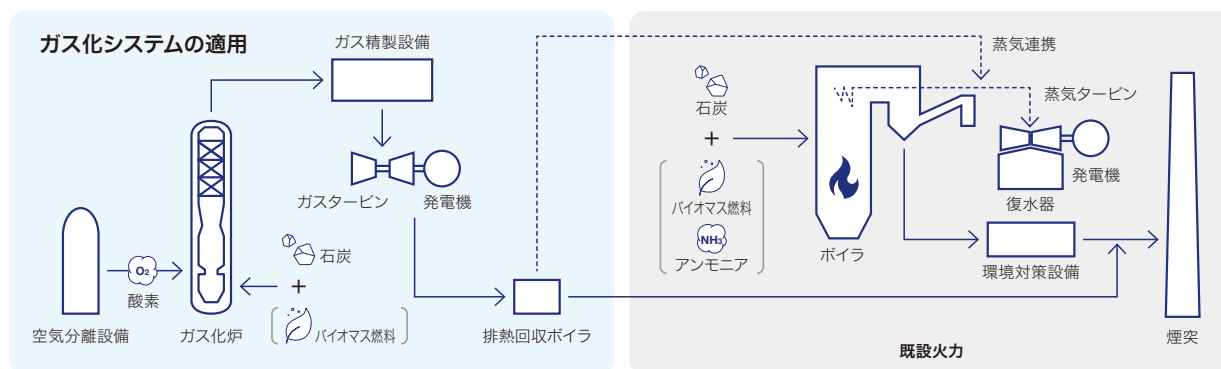 ガス化システムの適用
ガス精製設備
ガスタービン
発電機
石炭
+
バイオマス燃料
O₂
酸素
空気分離設備
ガス化炉
排熱回収ボイラ
蒸気連携
石炭
+
バイオマス燃料
NH₃
アンモニア
ボイラ
蒸気タービン
発電機
復水器
環境対策設備
煙突
既設火力